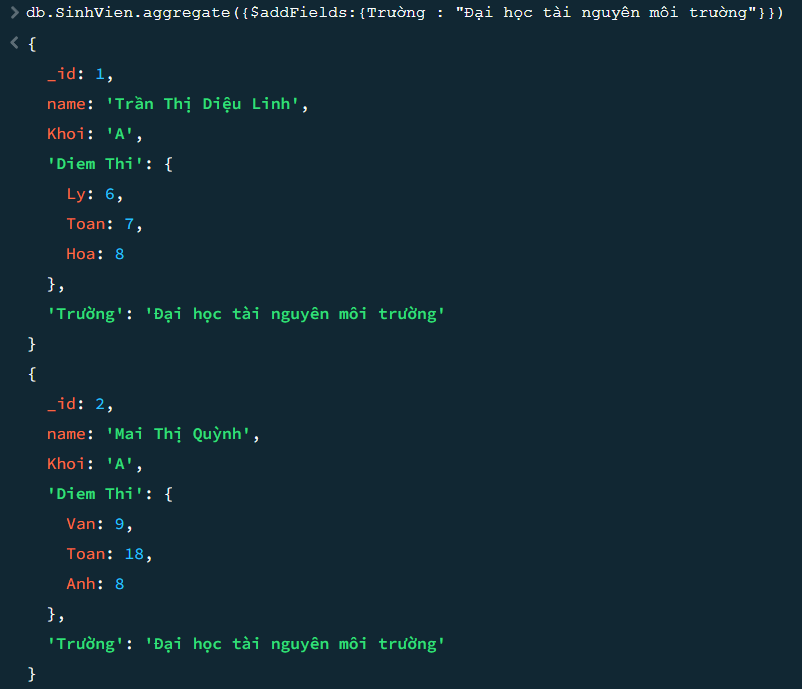 > db.SinhVien.aggregate({$addFields:{Trường : "Đại học tài nguyên môi trường"}})
< {
_id: 1,
name: 'Trần Thị Diệu Linh',
Khoi: 'A',
'Diem Thi': {
Ly: 6,
Toan: 7,
Hoa: 8
},
'Trường': 'Đại học tài nguyên môi trường'
}
{
_id: 2,
name: 'Mai Thị Quỳnh',
Khoi: 'A',
'Diem Thi': {
Van: 9,
Toan: 18,
Anh: 8
},
'Trường': 'Đại học tài nguyên môi trường'
}